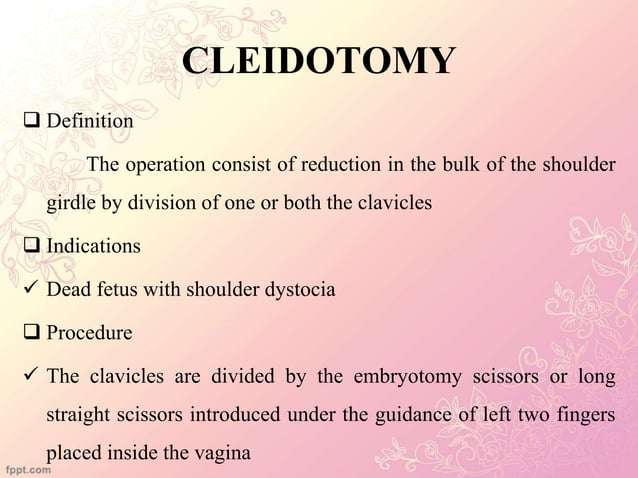 CLEIDOTOMY
❑ Definition
The operation consist of reduction in the bulk of the shoulder
girdle by division of one or both the clavicles
❑ Indications
✓ Dead fetus with shoulder dystocia
❑ Procedure
✓ The clavicles are divided by the embryotomy scissors or long
straight scissors introduced under the guidance of left two fingers
placed inside the vagina
fppt.com